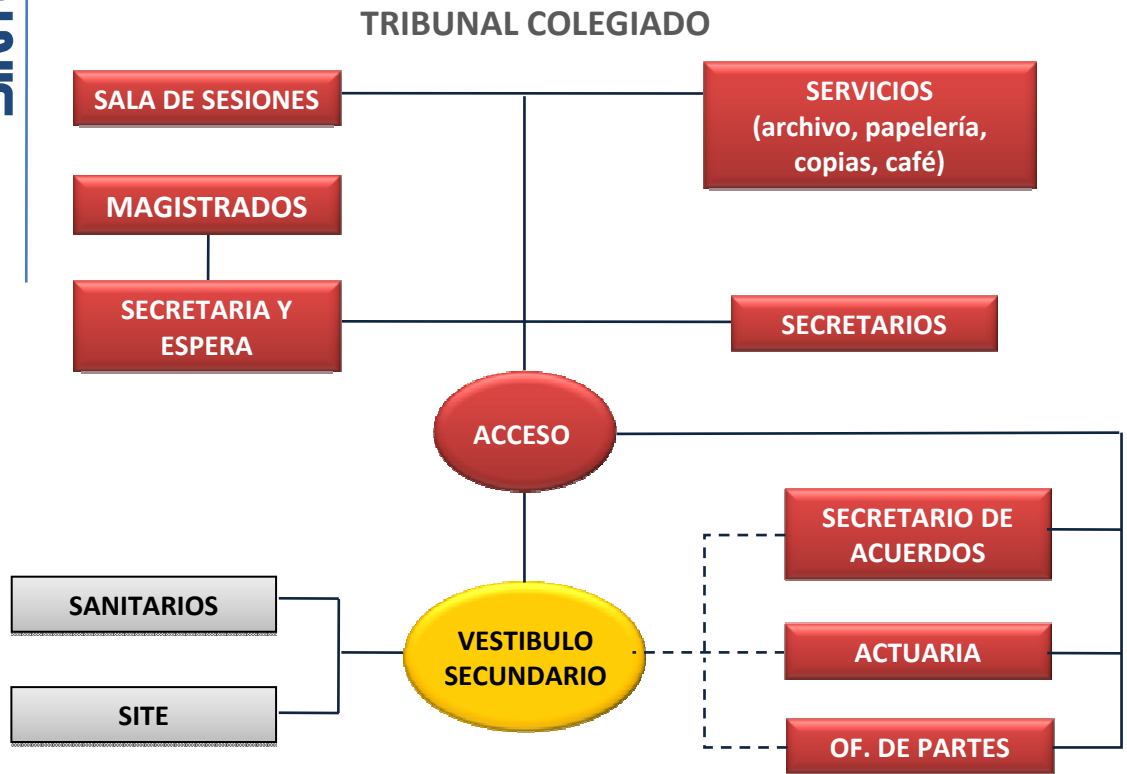 TRIBUNAL COLEGIADO
SALA DE SESIONES
SERVICIOS
(archivo, papelería,
copias, café)
MAGISTRADOS
SECRETARIA Y
ESPERA
SECRETARIOS
ACCESO
SECRETARIO DE
ACUERDOS
SANITARIOS
VESTIBULO
SECUNDARIO
ACTUARIA
SITE
OF. DE PARTES